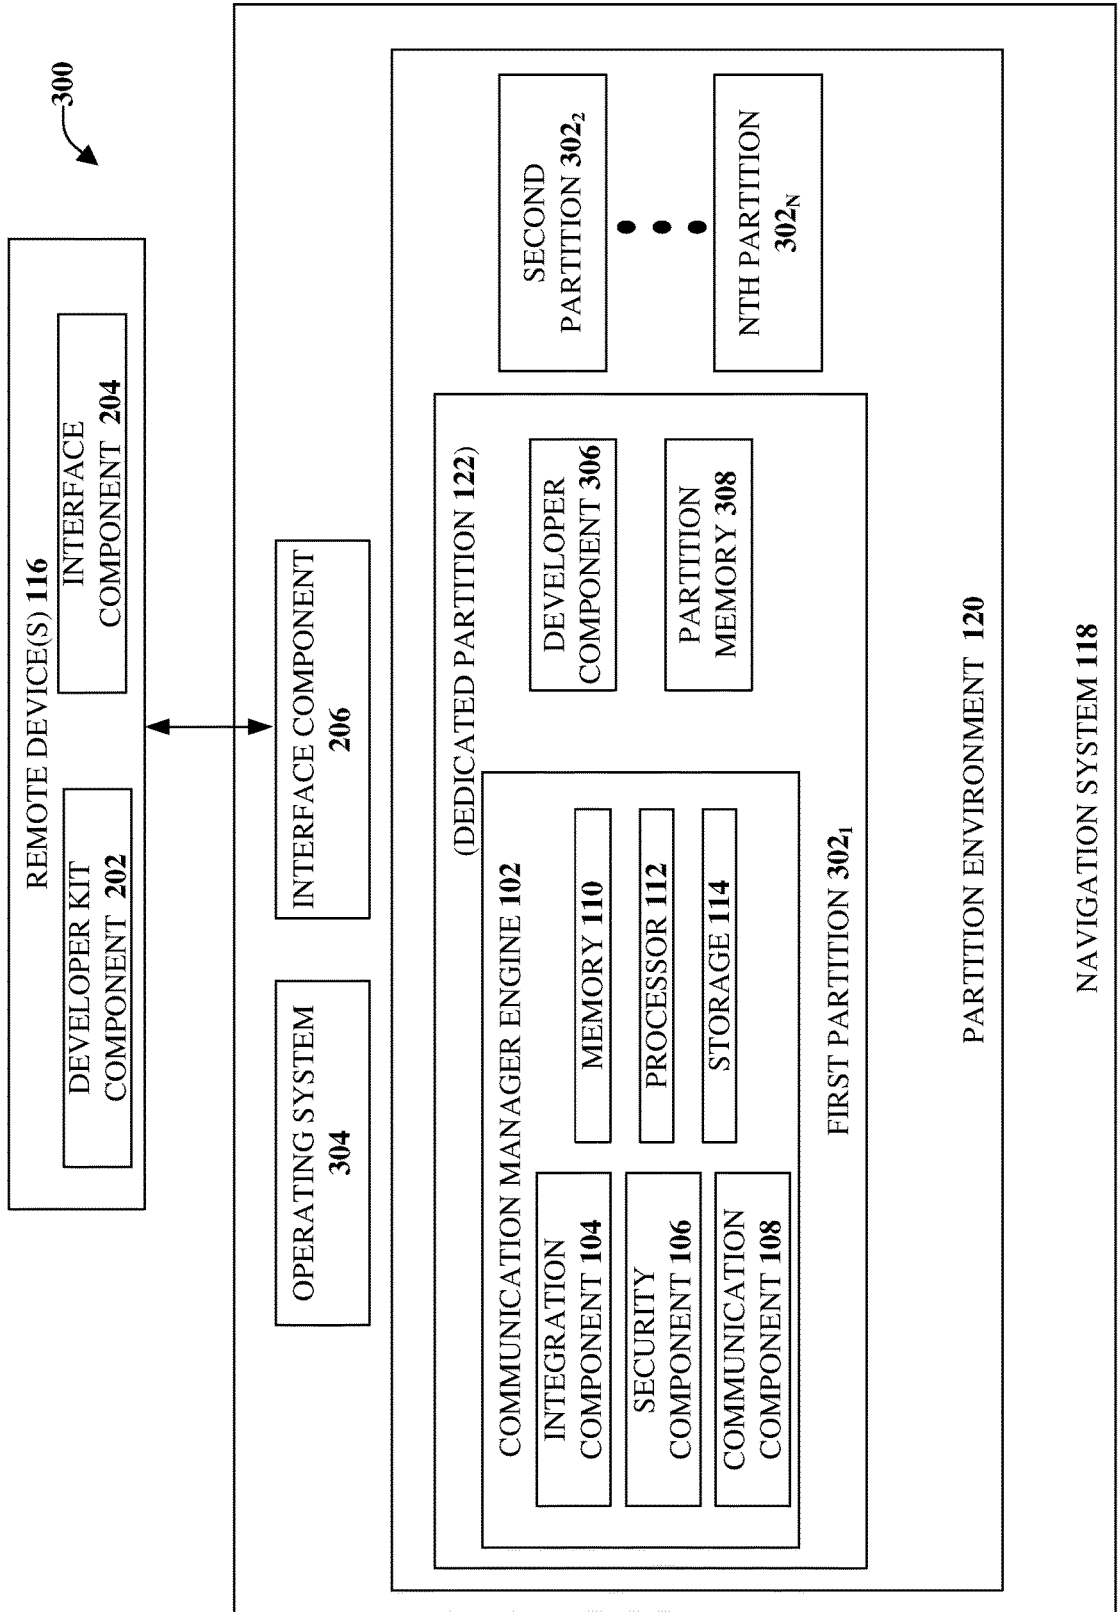 300
REMOTE DEVICE(S) 116
DEVELOPER KIT
COMPONENT 202
INTERFACE
COMPONENT 204
OPERATING SYSTEM
304
INTERFACE COMPONENT
206
(DEDICATED PARTITION 122)
COMMUNICATION MANAGER ENGINE 102
INTEGRATION
COMPONENT 104
SECURITY
COMPONENT 106
COMMUNICATION
COMPONENT 108
MEMORY 110
PROCESSOR 112
STORAGE 114
DEVELOPER
COMPONENT 306
PARTITION
MEMORY 308
FIRST PARTITION 302₁
SECOND
PARTITION 302₂
NTH PARTITION
302N
PARTITION ENVIRONMENT 120
NAVIGATION SYSTEM 118